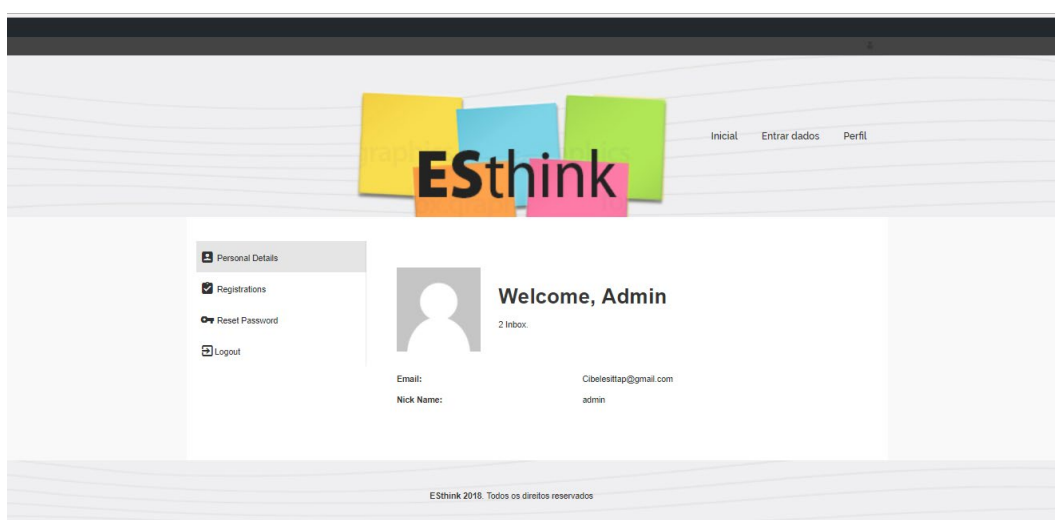 Inicial Entrar dados Perfil
ESthink
Personal Details
Registrations
Reset Password
Logout
Welcome, Admin
2 Inbox.
Email: Cibelesittap@gmail.com
Nick Name: admin
ESthink 2018. Todos os direitos reservados